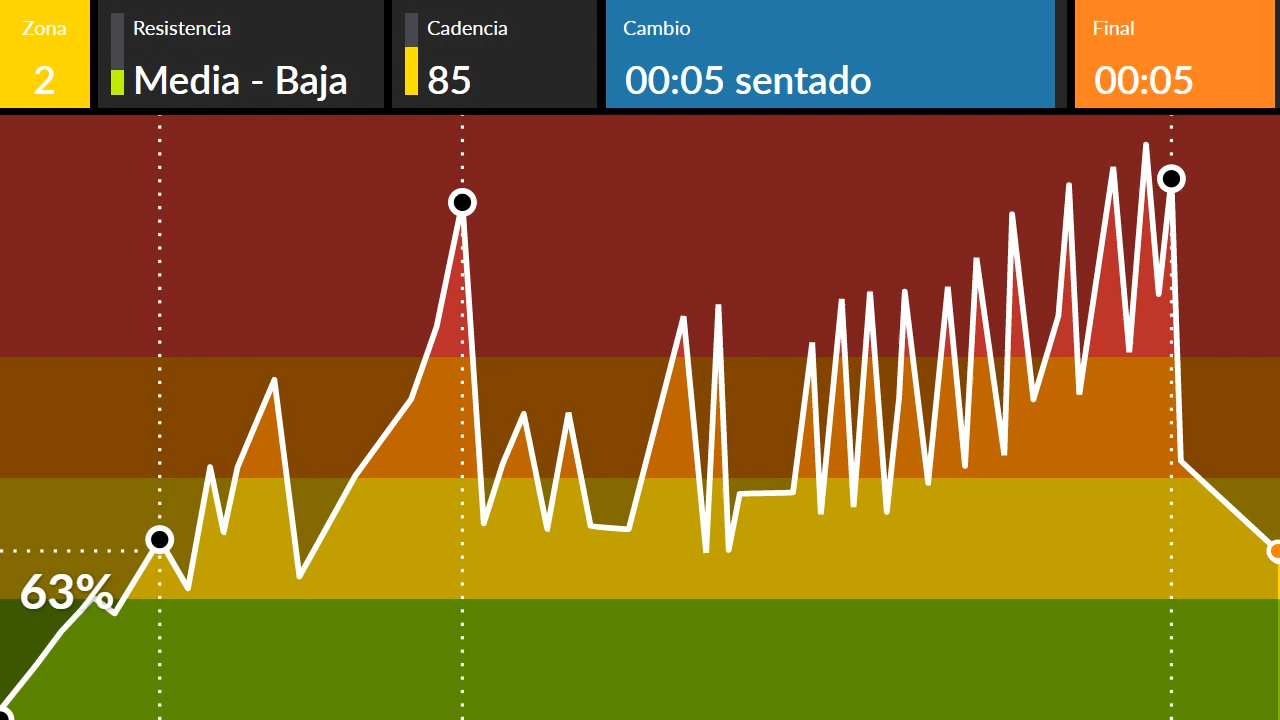 Zona
2
Resistencia
Media - Baja
Cadencia
85
Cambio
00:05 sentado
Final
00:05
63%